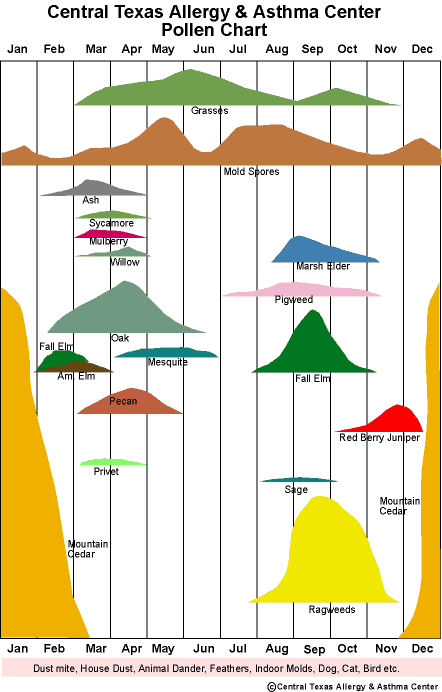 Central Texas Allergy & Asthma Center
Pollen Chart
Jan Feb Mar Apr May Jun Jul Aug Sep Oct Nov Dec
Grasses
Mold Spores
Ash
Sycamore
Mulberry
Willow
Marsh Elder
Pigweed
Oak
Fall Elm
Mesquite
Am. Elm
Fall Elm
Pecan
Red Berry Juniper
Privet
Sage
Mountain
Cedar
Mountain
Cedar
Ragweeds
Jan Feb Mar Apr May Jun Jul Aug Sep Oct Nov Dec
Dust mite, House Dust, Animal Dander, Feathers, Indoor Molds, Dog, Cat, Bird etc.
©Central Texas Allergy & Asthma Center